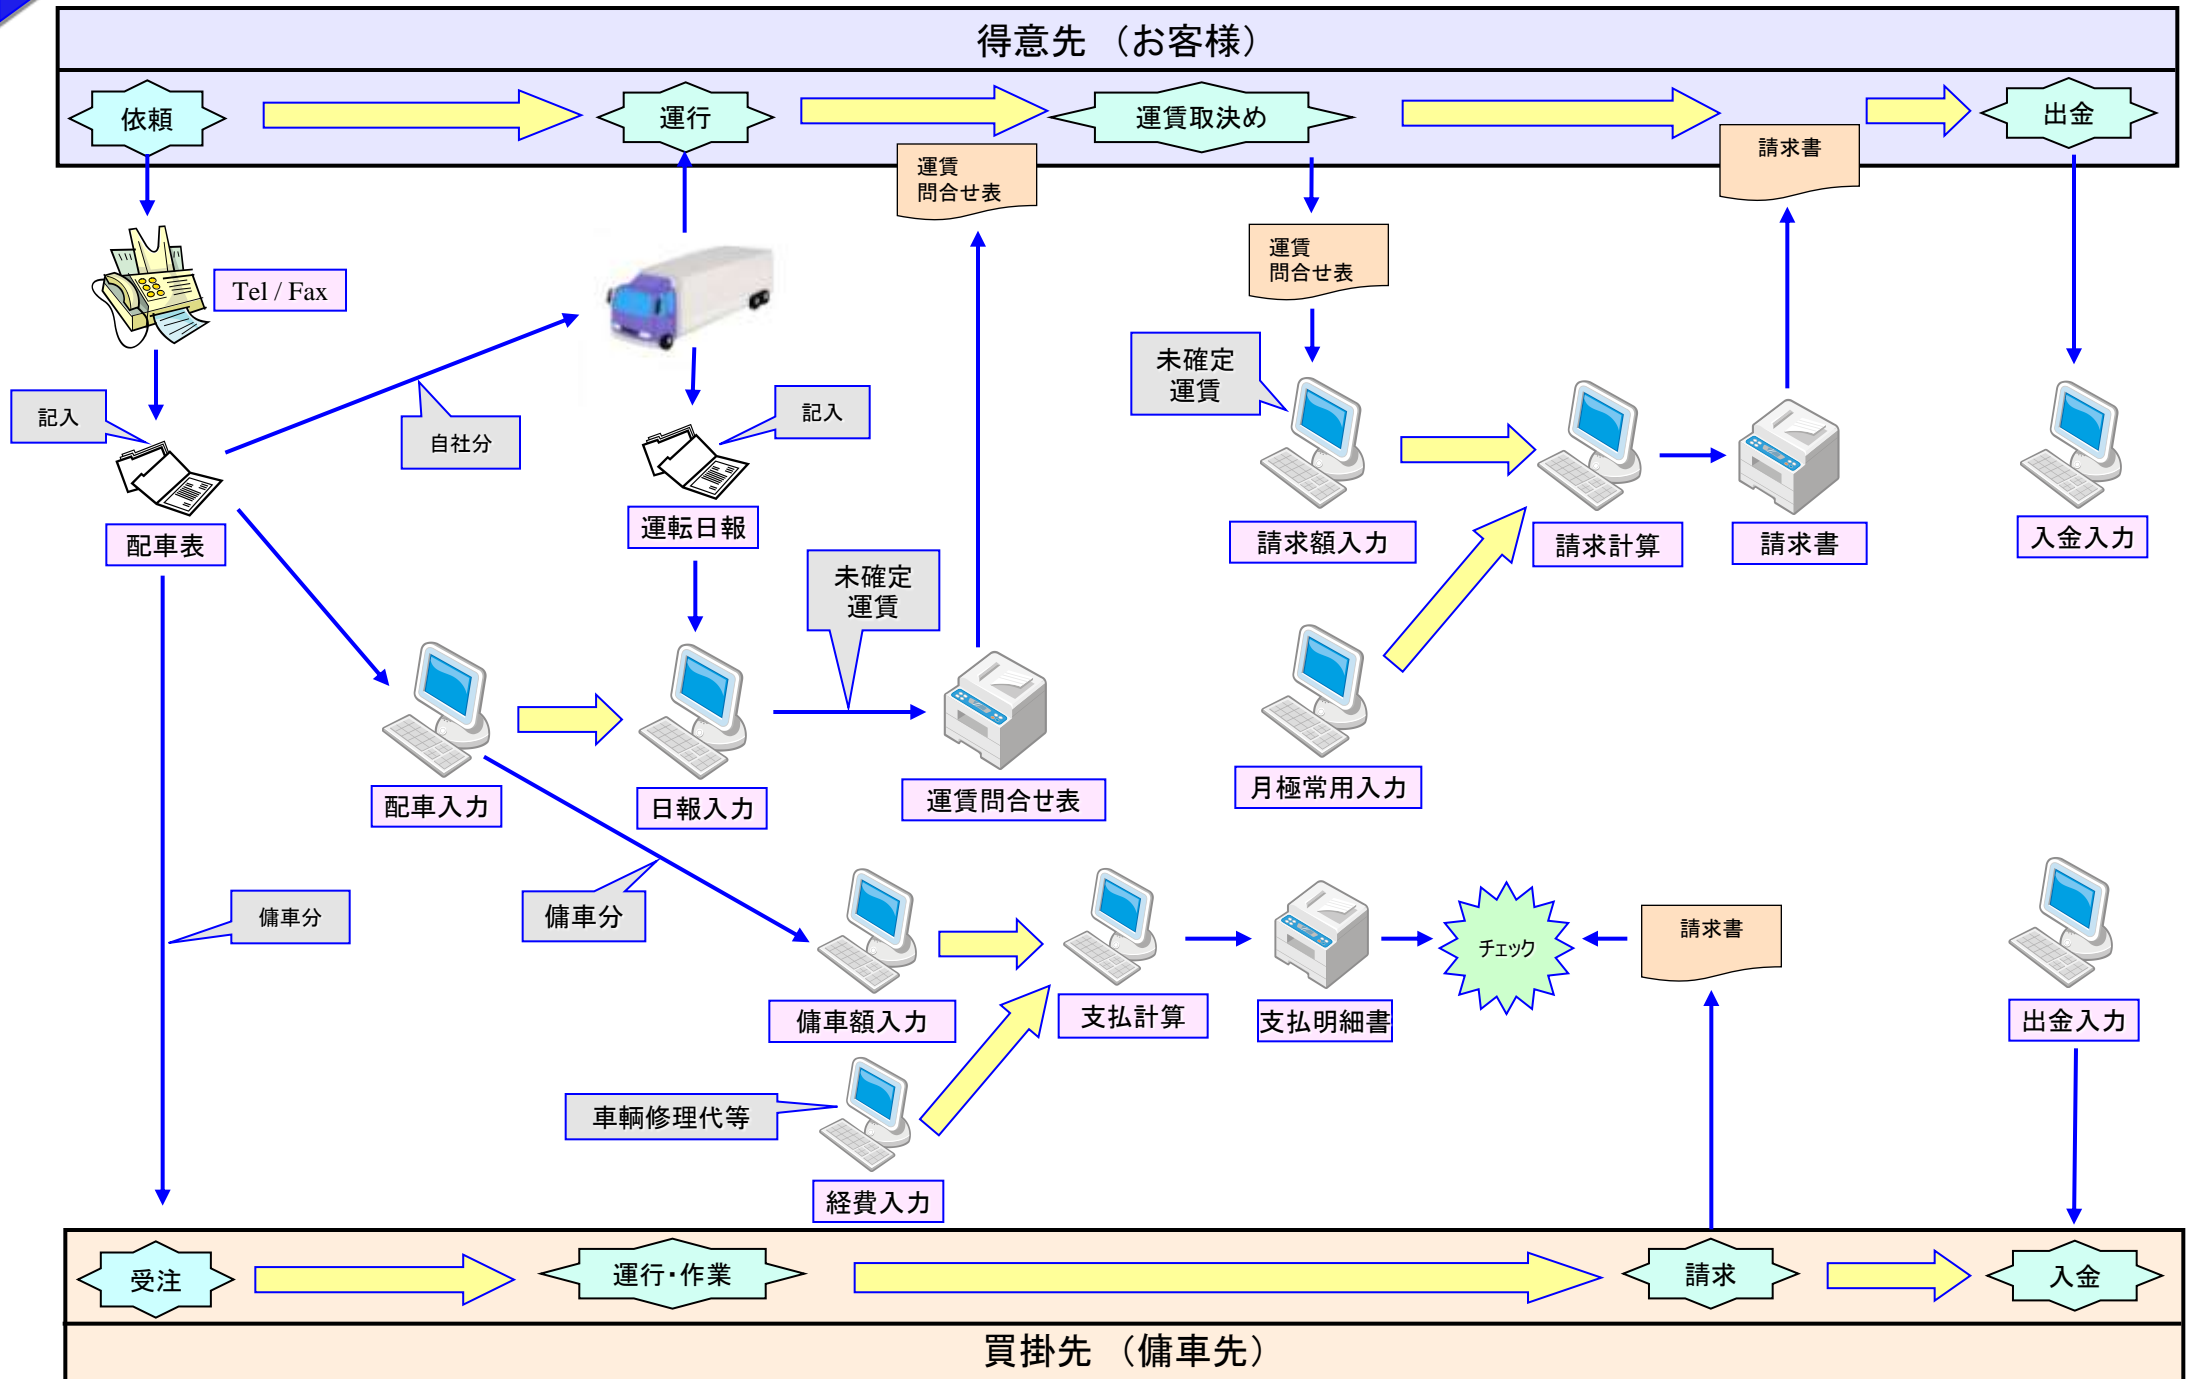 得意先 （お客様）
依頼
運行
運賃取決め
出金
運賃
問合せ表
請求書
Tel / Fax
運賃
問合せ表
未確定
運賃
記入
自社分
記入
配車表
運転日報
請求額入力
請求計算
請求書
入金入力
未確定
運賃
配車入力
日報入力
運賃問合せ表
月極常用入力
傭車分
傭車分
チェック
請求書
傭車額入力
支払計算
支払明細書
出金入力
車輌修理代等
経費入力
受注
運行・作業
請求
入金
買掛先 （傭車先）